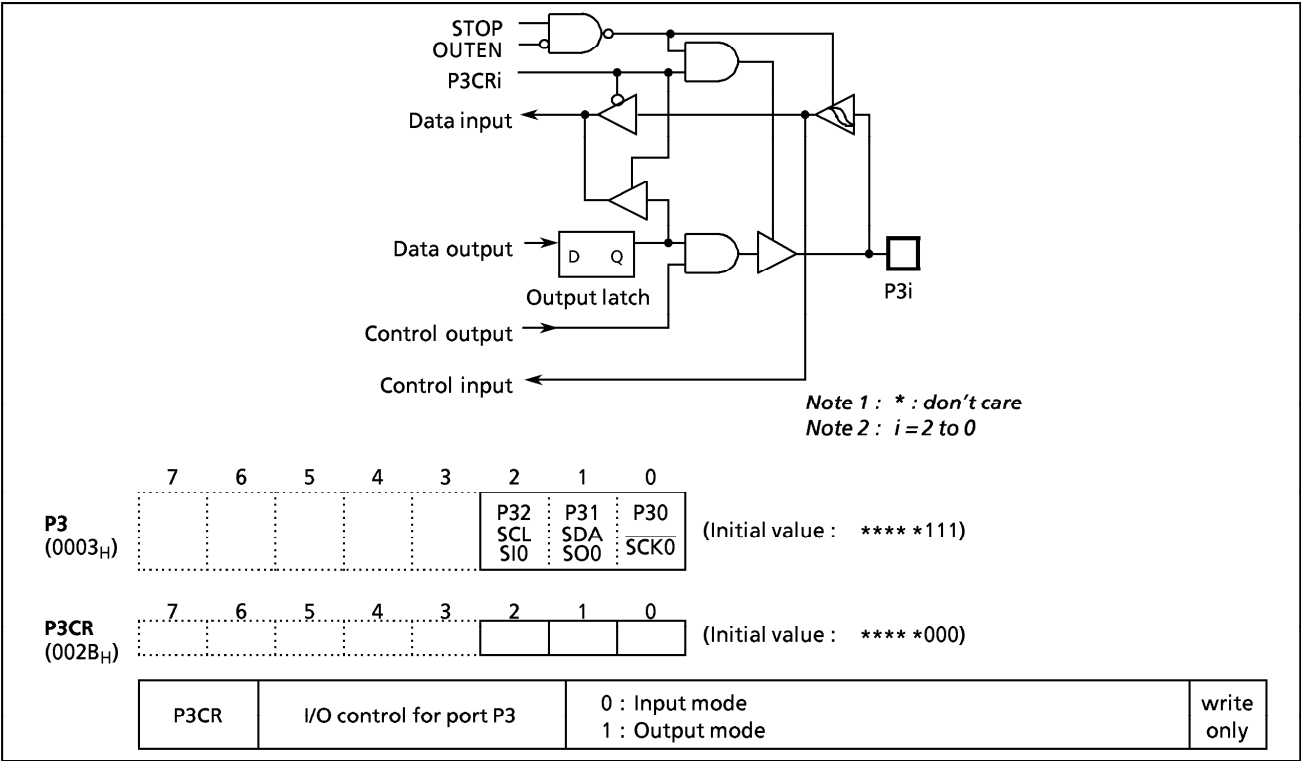 STOP
OUTEN
P3CRi
Data input
Data output
D Q
Output latch
P3i
Control output
Control input
Note 1 : * : don't care
Note 2 : i = 2 to 0
7 6 5 4 3 2 1 0
P3
(0003H)
P32 P31 P30
SCL SDA SCK0
SI0 SO0
(Initial value : **** *111)
7 6 5 4 3 2 1 0
P3CR
(002BH)
(Initial value : **** *000)
P3CR I/O control for port P3
0 : Input mode
1 : Output mode
write
only